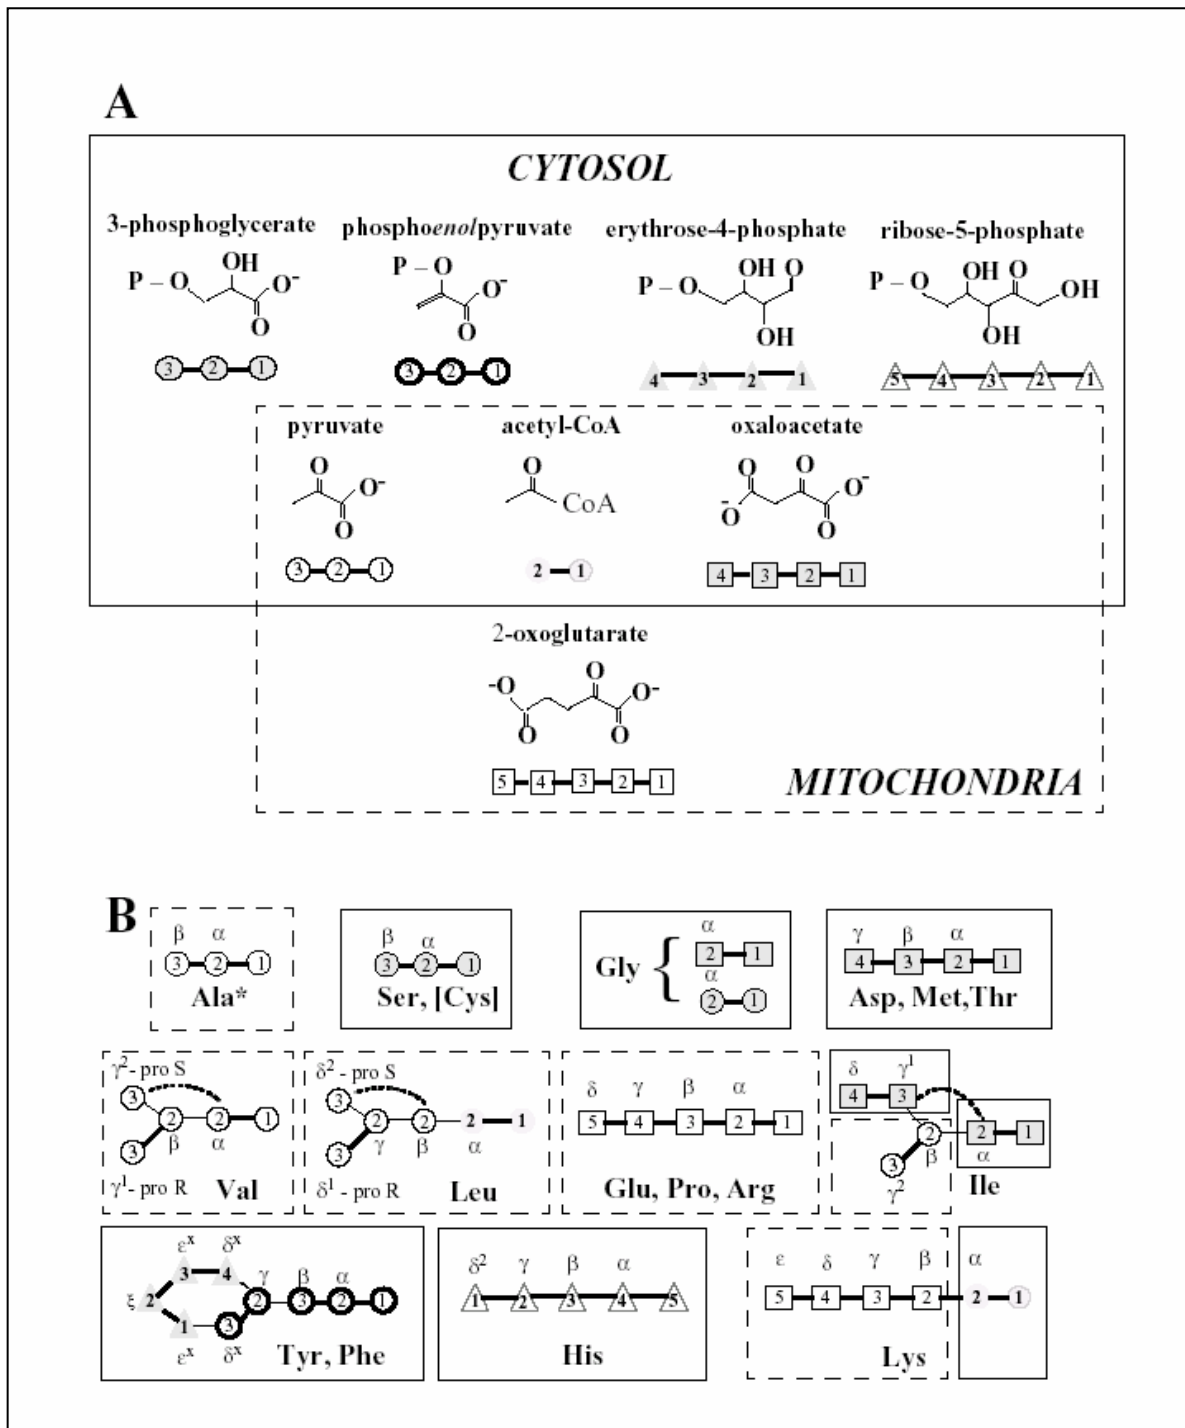 A
CYTOSOL
3-phosphoglycerate phosphoenolpyruvate erythrose-4-phosphate ribose-5-phosphate
OH P – O OH O OH O
P – O O⁻ O⁻ P – O P – O OH
O O OH OH
3 2 1 3 2 1 4 3 2 1 5 4 3 2 1
pyruvate acetyl-CoA oxaloacetate
O O O O
O⁻ CoA O⁻
O ⁻O O
3 2 1 2 1 4 3 2 1
2-oxoglutarate
-O O O⁻
O O
5 4 3 2 1
MITOCHONDRIA
B
β α
3 2 1
Ala*
β α
3 2 1
Ser, [Cys]
Gly {
α
2 1
α
2 1
γ β α
4 3 2 1
Asp, Met,Thr
γ²- pro S
3
2 2 1
3 β α
γ¹- pro R Val
δ² - pro S
3
2 2 2 1
3 γ β α
δ¹ - pro R Leu
δ γ β α
5 4 3 2 1
Glu, Pro, Arg
δ γ¹
4 3
2 2 1
3 β α
γ² Ile
εˣ δˣ
3 4 γ β α
ξ 2 2 3 2 1
1 3
εˣ δˣ Tyr, Phe
δ² γ β α
1 2 3 4 5
His
ε δ γ β α
5 4 3 2 2 1
Lys